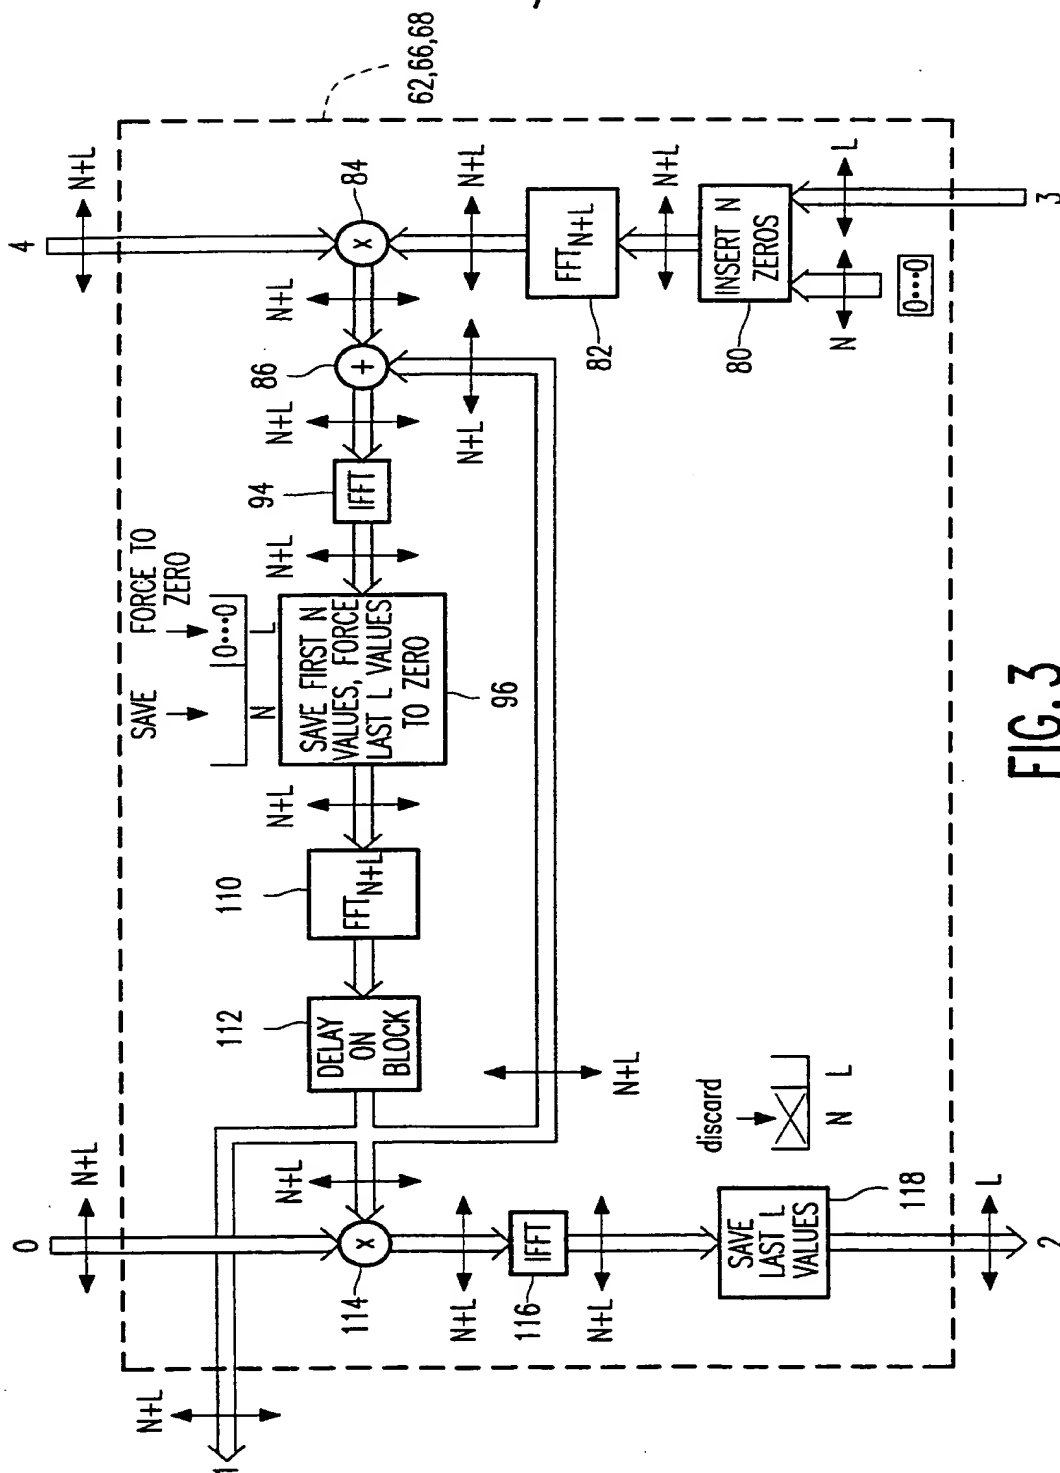 62,66,68
4
N+L
84
X
N+L
N+L
FFT N+L
82
N+L
INSERT N
ZEROS
80
N
L
0•••0
3
86
+
N+L
N+L
N+L
94
IFFT
N+L
SAVE
FORCE TO
ZERO
0•••0
N
L
SAVE FIRST N
VALUES, FORCE
LAST L VALUES
TO ZERO
96
N+L
110
FFT N+L
112
DELAY
ON
BLOCK
N+L
N+L
0
N+L
X
114
N+L
116
IFFT
N+L
discard
N
L
SAVE
LAST L
VALUES
118
L
2
N+L
1
FIG. 3